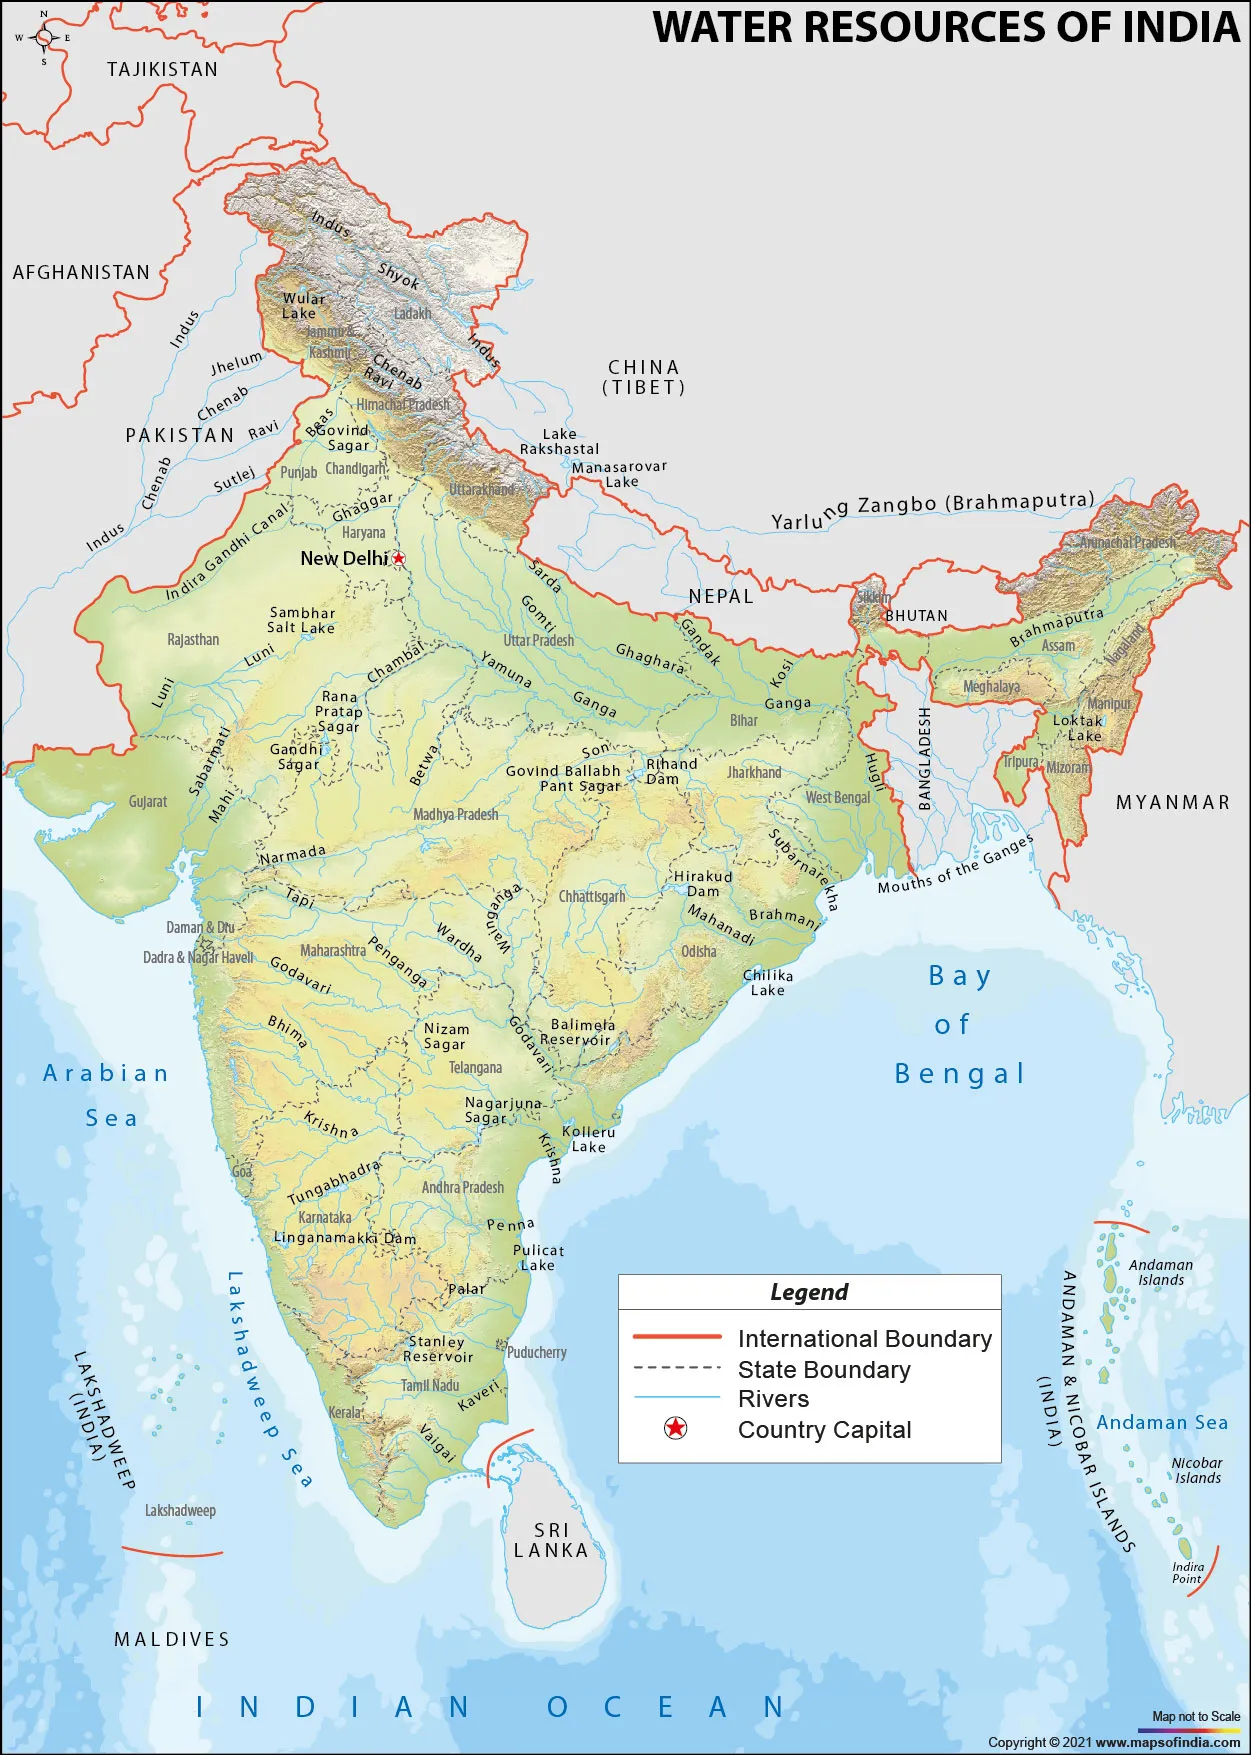 WATER RESOURCES OF INDIA
N
W
E
S
TAJIKISTAN
AFGHANISTAN
Indus
Shyok
Wular
Lake
Ladakh
Jammu &
Kashmir
Indus
Indus
Jhelum
Chenab
Ravi
CHINA
(TIBET)
Chenab
Himachal Pradesh
PAKISTAN
Ravi
Beas
Govind
Sagar
Lake
Rakshastal
Manasarovar
Lake
Chenab
Sutlej
Punjab
Chandigarh
Uttarakhand
Indus
Ghaggar
Haryana
Indira Gandhi Canal
Yarlung Zangbo (Brahmaputra)
Arunachal Pradesh
New Delhi
Sarda
NEPAL
Sikkim
BHUTAN
Sambhar
Salt Lake
Gomti
Brahmaputra
Rajasthan
Uttar Pradesh
Gandak
Assam
Nagaland
Luni
Chambal
Ghaghara
Kosi
Luni
Yamuna
Meghalaya
Rana
Pratap
Sagar
Ganga
Ganga
Manipur
Bihar
Loktak
Lake
BANGLADESH
Sabarmati
Gandhi
Sagar
Betwa
Son
Govind Ballabh
Pant Sagar
Rihand
Dam
Jharkhand
Hugli
Tripura
Mizoram
Gujarat
Mahi
Madhya Pradesh
West Bengal
MYANMAR
Narmada
Subarnarekha
Mouths of the Ganges
Tapi
Wainganga
Chhattisgarh
Hirakud
Dam
Daman & Diu
Mahanadi
Brahmani
Dadra & Nagar Haveli
Maharashtra
Penganga
Wardha
Odisha
Godavari
Chilika
Lake
Bay
of
Bengal
Bhima
Nizam
Sagar
Godavari
Balimela
Reservoir
Arabian
Sea
Telangana
Nagarjuna
Sagar
Krishna
Krishna
Kolleru
Lake
Goa
Tungabhadra
Andhra Pradesh
Karnataka
Penna
Linganamakki Dam
Pulicat
Lake
Palar
Lakshadweep Sea
Stanley
Reservoir
Puducherry
Tamil Nadu
Kaveri
Kerala
Vaigai
LAKSHADWEEP
(INDIA)
Lakshadweep
SRI
LANKA
MALDIVES
INDIAN OCEAN
Legend
International Boundary
State Boundary
Rivers
Country Capital
Andaman
Islands
ANDAMAN & NICOBAR ISLANDS
(INDIA)
Andaman Sea
Nicobar
Islands
Indira
Point
Map not to Scale
Copyright © 2021 www.mapsofindia.com